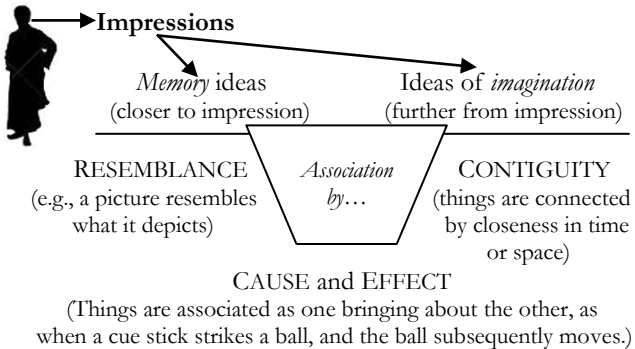 Impressions
Memory ideas
(closer to impression)
Ideas of imagination
(further from impression)
RESEMBLANCE
(e.g., a picture resembles
what it depicts)
Association
by…
CONTIGUITY
(things are connected
by closeness in time
or space)
CAUSE and EFFECT
(Things are associated as one bringing about the other, as
when a cue stick strikes a ball, and the ball subsequently moves.)